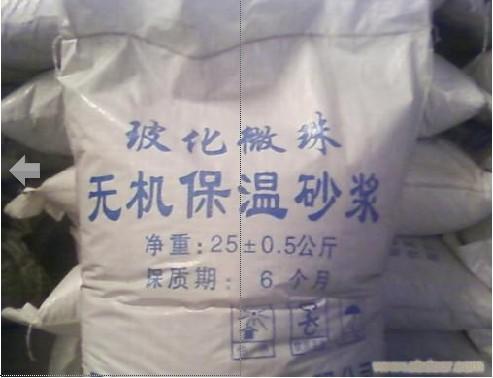 玻化微珠
无机保温砂浆
净重:25±0.5公斤
保质期: 6个月